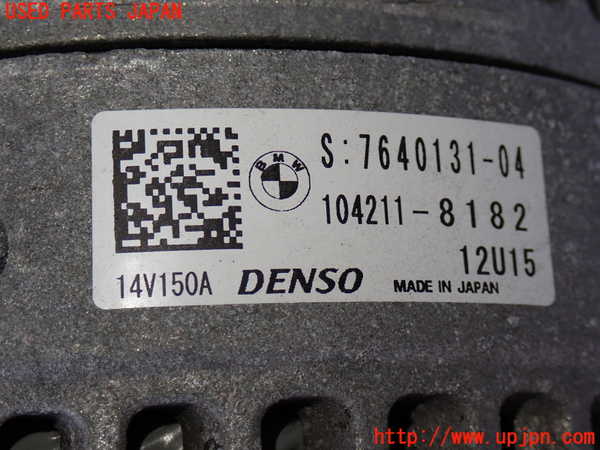 USED PARTS JAPAN
BMW
S:7640131-04
104211-8182
12U15
14V150A DENSO MADE IN JAPAN
http://www.upjpn.com